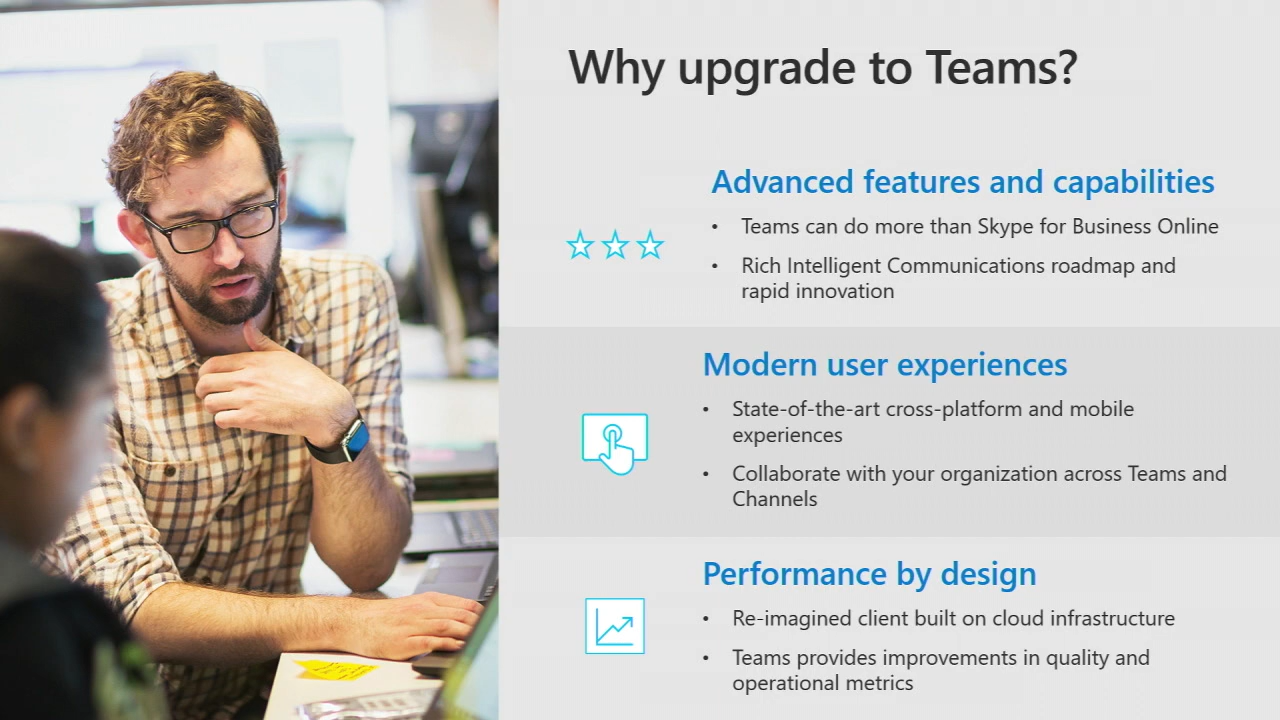 Why upgrade to Teams?
Advanced features and capabilities
• Teams can do more than Skype for Business Online
• Rich Intelligent Communications roadmap and
rapid innovation
Modern user experiences
• State-of-the-art cross-platform and mobile
experiences
• Collaborate with your organization across Teams and
Channels
Performance by design
• Re-imagined client built on cloud infrastructure
• Teams provides improvements in quality and
operational metrics